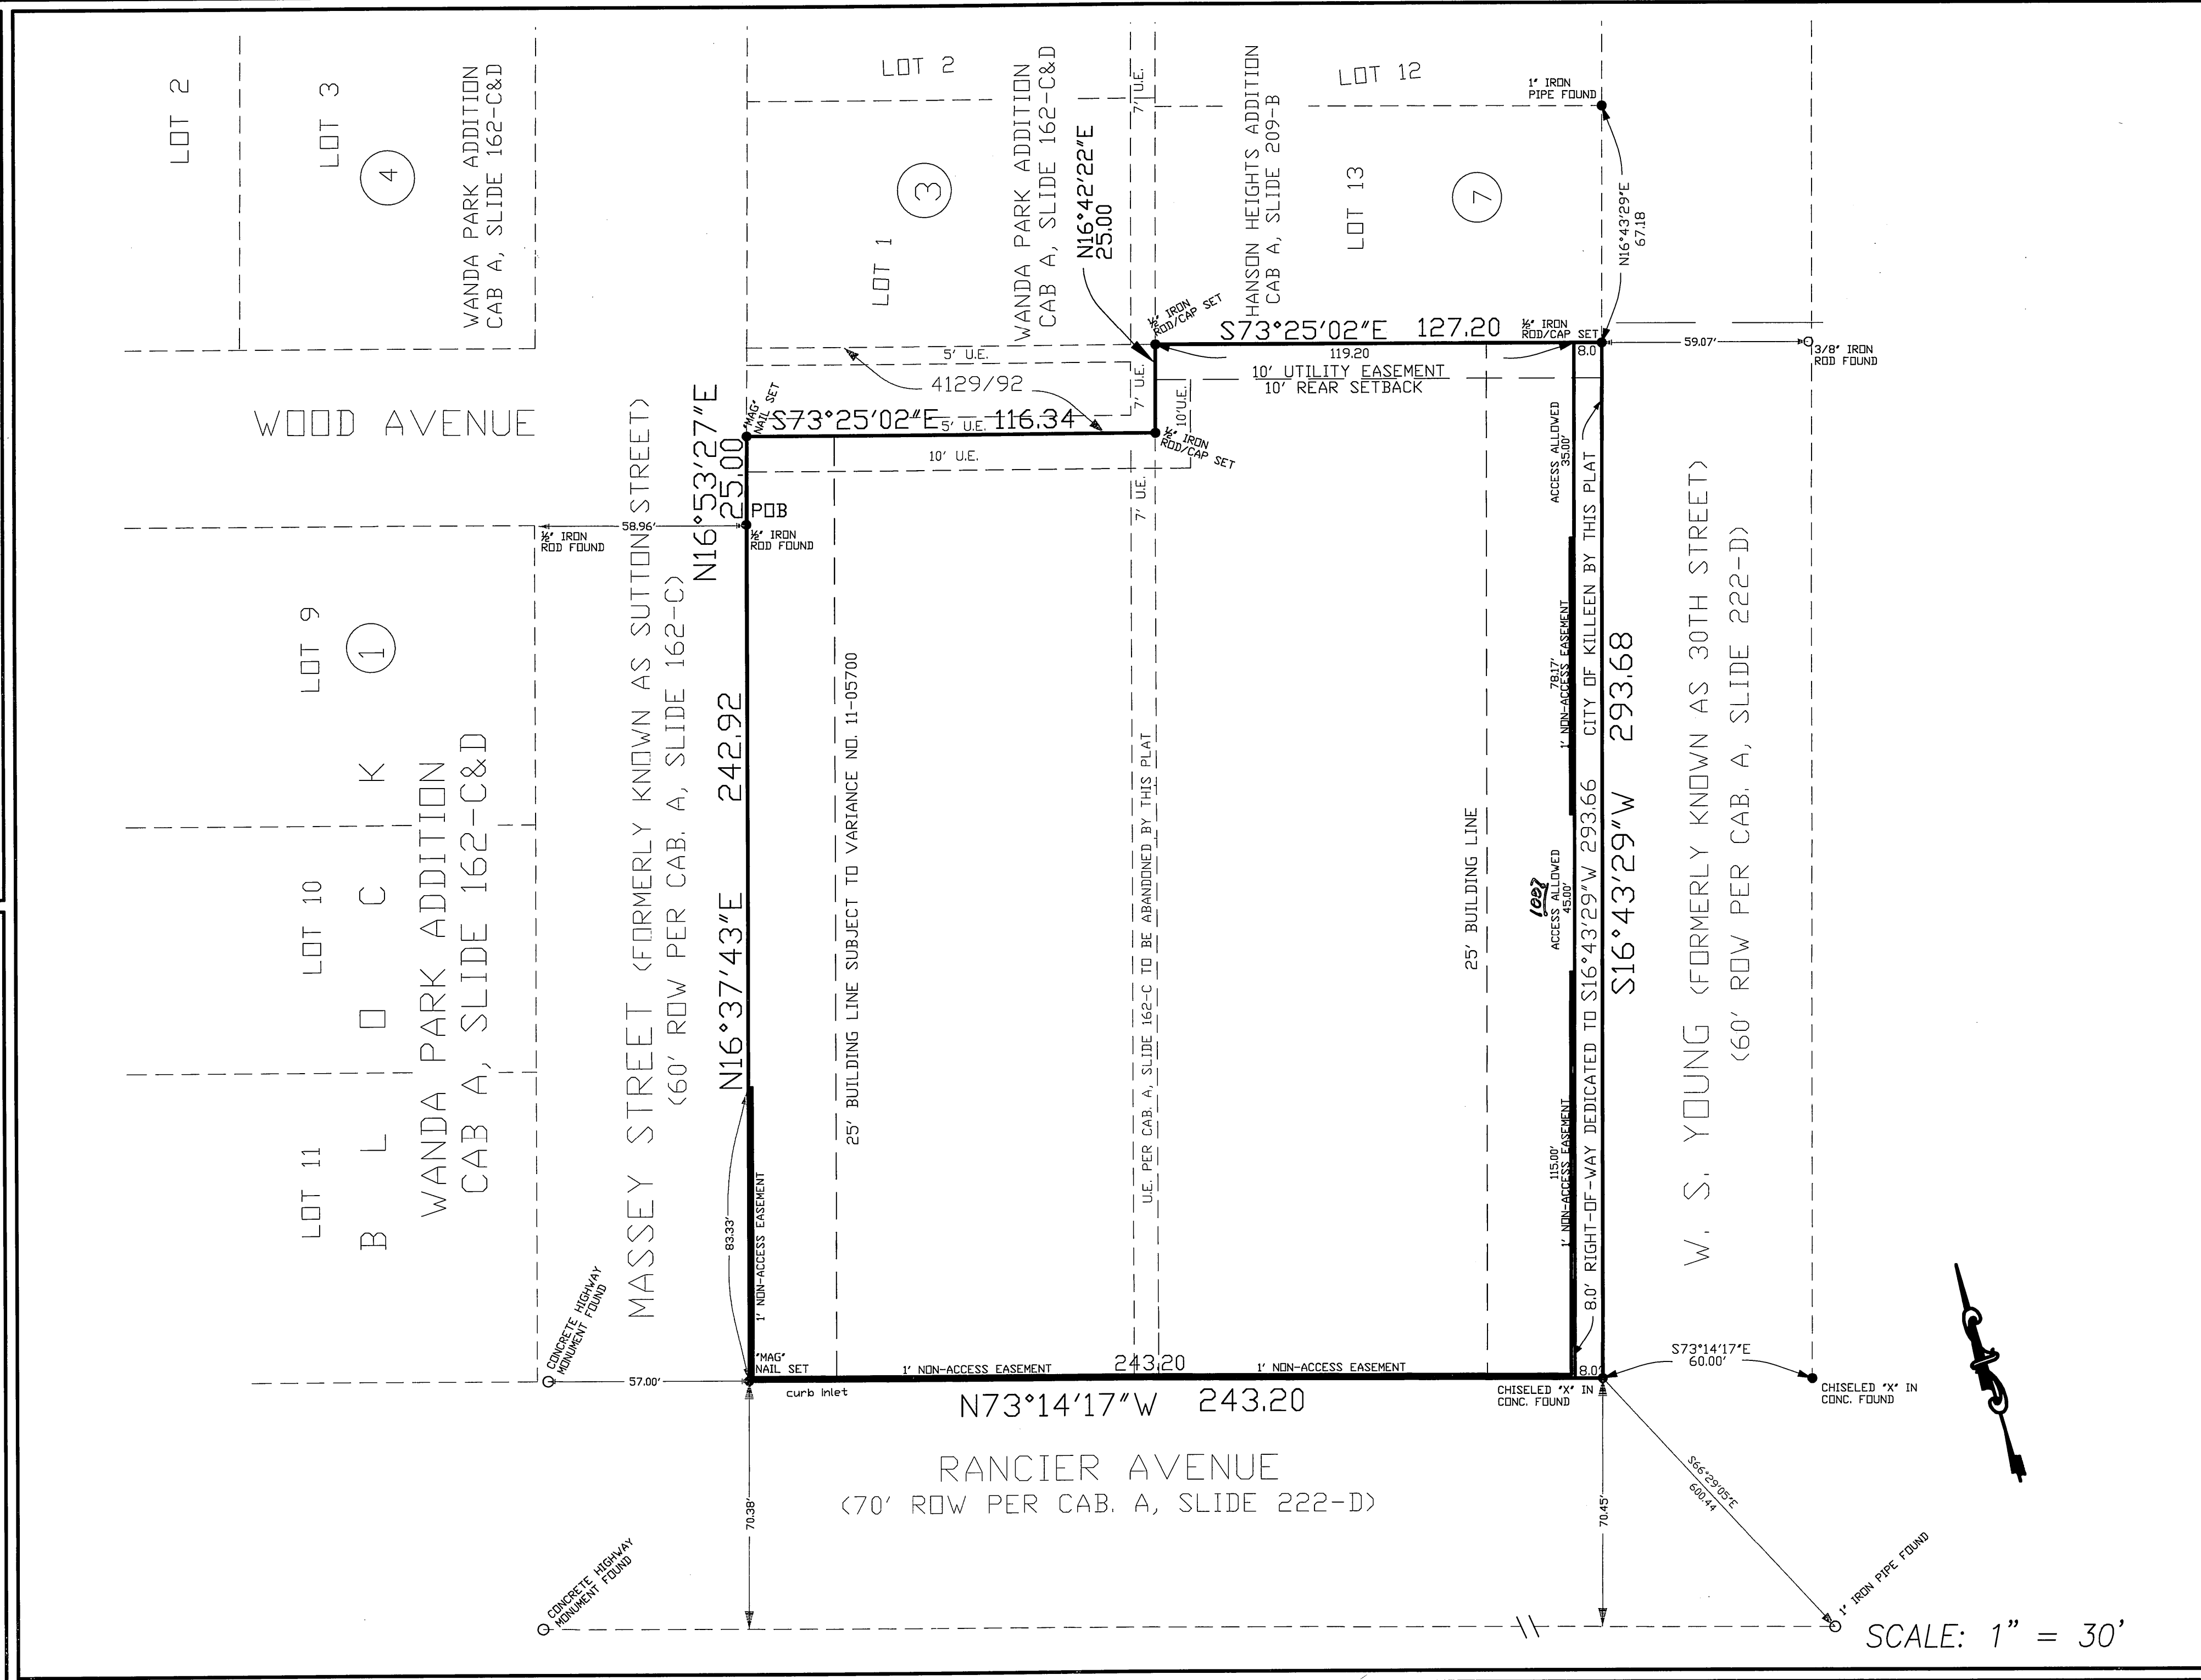 LOT 2
LOT 3
4
WANDA PARK ADDITION
CAB A, SLIDE 162-C&D
LOT 2
LOT 1
3
WANDA PARK ADDITION
CAB A, SLIDE 162-C&D
N16°42'22"E
25.00
7' U.E.
LOT 12
HANSON HEIGHTS ADDITION
CAB A, SLIDE 209-B
LOT 13
7
1" IRON
PIPE FOUND
N16°43'29"E
67.18
½" IRON
ROD/CAP SET
S73°25'02"E 127.20
½" IRON
ROD/CAP SET
119.20
8.0
59.07'
3/8" IRON
ROD FOUND
10' UTILITY EASEMENT
10' REAR SETBACK
5' U.E.
4129/92
7' U.E.
10'U.E.
WOOD AVENUE
"MAG"
NAIL SET
S73°25'02"E 116.34
5' U.E.
½" IRON
ROD/CAP SET
10' U.E.
7' U.E.
N16°53'27"E
25.00
POB
58.96'
½" IRON
ROD FOUND
½" IRON
ROD FOUND
LOT 9
1
LOT 10
LOT 11
BLOCK
WANDA PARK ADDITION
CAB A, SLIDE 162-C&D
MASSEY STREET (FORMERLY KNOWN AS SUTTON STREET)
(60' ROW PER CAB. A, SLIDE 162-C)
N16°37'43"E 242.92
83.33'
1' NON-ACCESS EASEMENT
25' BUILDING LINE SUBJECT TO VARIANCE NO. 11-05700
U.E. PER CAB. A, SLIDE 162-C TO BE ABANDONED BY THIS PLAT
25' BUILDING LINE
ACCESS ALLOWED
35.00'
78.17'
1' NON-ACCESS EASEMENT
1008
ACCESS ALLOWED
45.00'
115.00'
1' NON-ACCESS EASEMENT
8.0' RIGHT-OF-WAY DEDICATED TO S16°43'29"W 293.66 CITY OF KILLEEN BY THIS PLAT
S16°43'29"W 293.68
W. S. YOUNG (FORMERLY KNOWN AS 30TH STREET)
(60' ROW PER CAB. A, SLIDE 222-D)
CONCRETE HIGHWAY
MONUMENT FOUND
57.00'
"MAG"
NAIL SET
curb inlet
1' NON-ACCESS EASEMENT
243.20
1' NON-ACCESS EASEMENT
8.0'
N73°14'17"W 243.20
CHISELED "X" IN
CONC. FOUND
S73°14'17"E
60.00'
CHISELED "X" IN
CONC. FOUND
RANCIER AVENUE
(70' ROW PER CAB. A, SLIDE 222-D)
70.38'
70.45'
S66°29'05"E
600.44
CONCRETE HIGHWAY
MONUMENT FOUND
1" IRON PIPE FOUND
SCALE: 1" = 30'